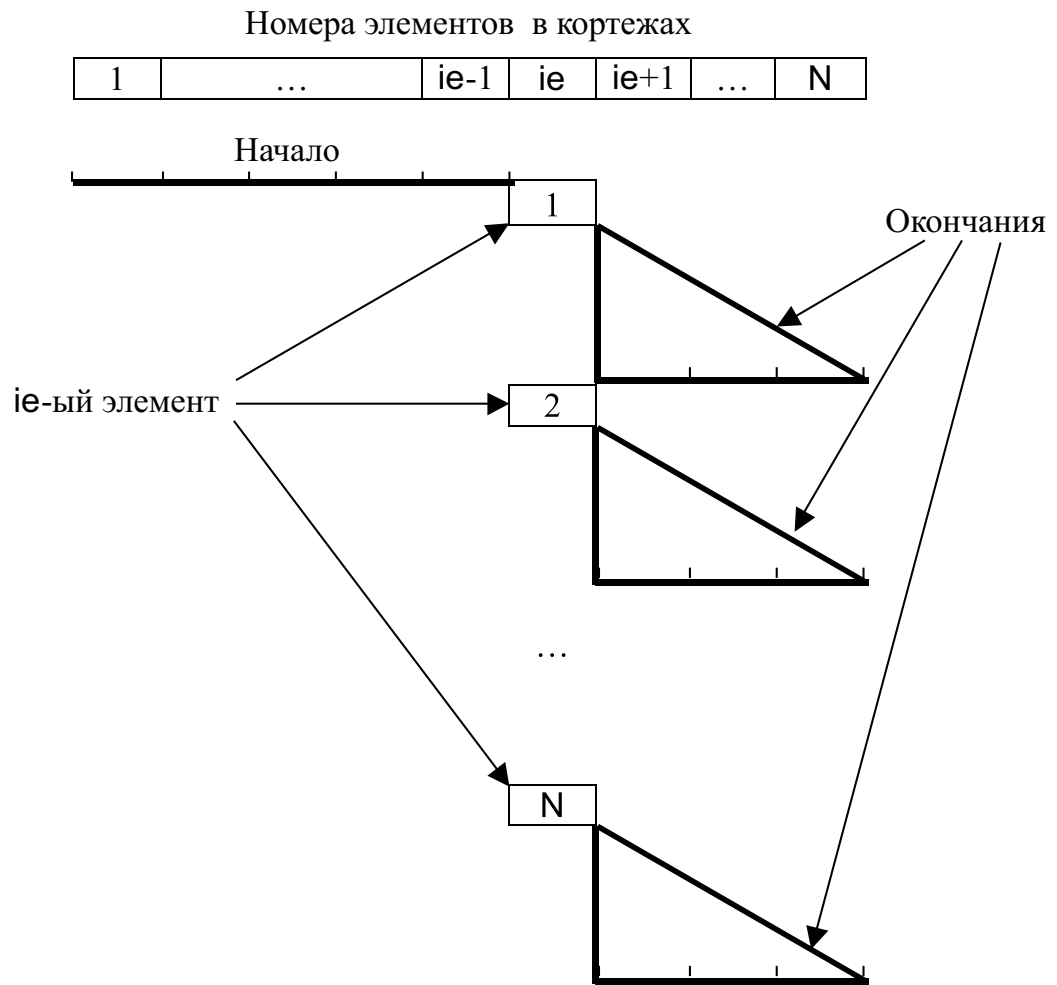 Номера элементов в кортежах
1 … ie-1 ie ie+1 … N
Начало
1
Окончания
ie-ый элемент
2
…
N